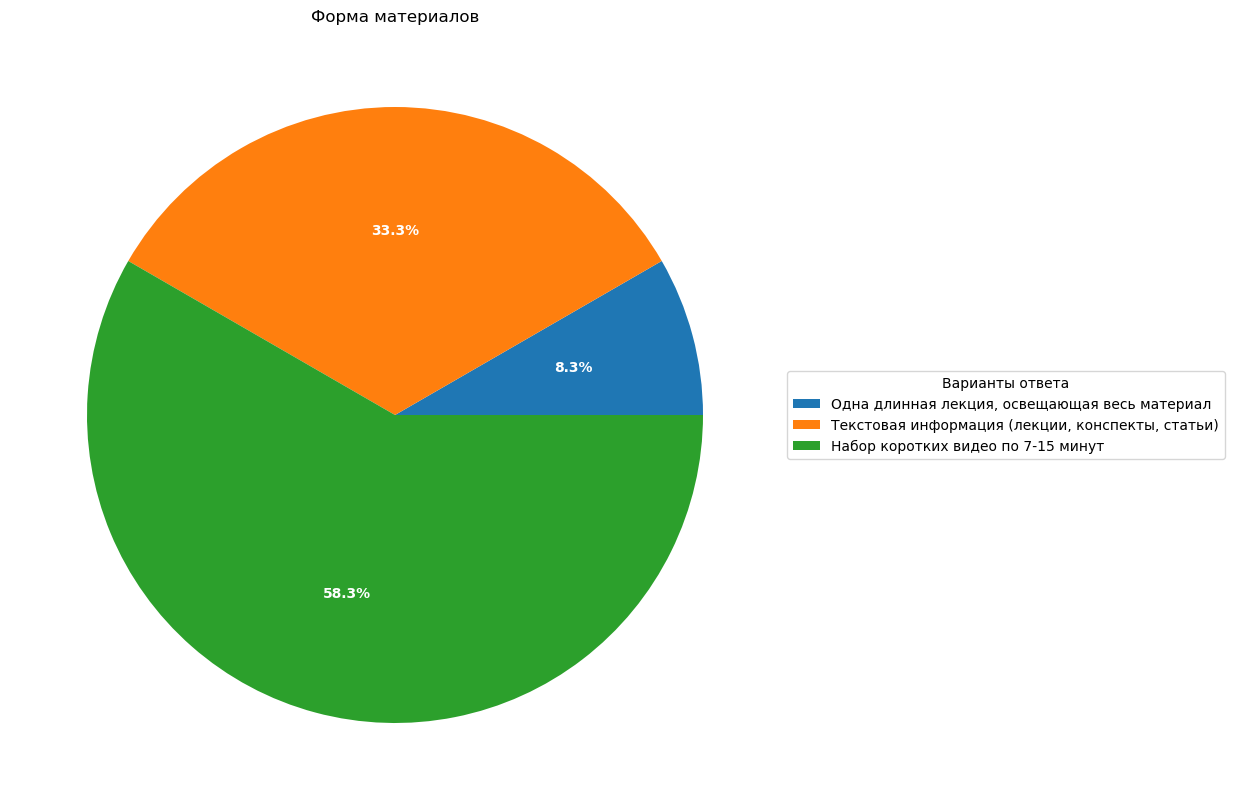 Форма материалов
33.3%
8.3%
58.3%
Варианты ответа
Одна длинная лекция, освещающая весь материал
Текстовая информация (лекции, конспекты, статьи)
Набор коротких видео по 7-15 минут